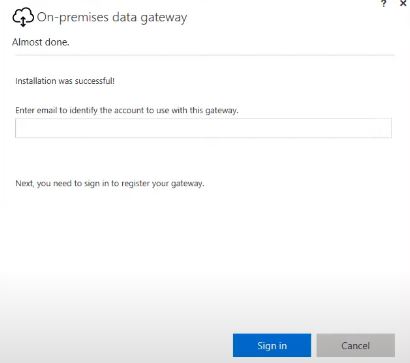 ? ×
On-premises data gateway
Almost done.
Installation was successful!
Enter email to identify the account to use with this gateway.
Next, you need to sign in to register your gateway.
Sign in Cancel